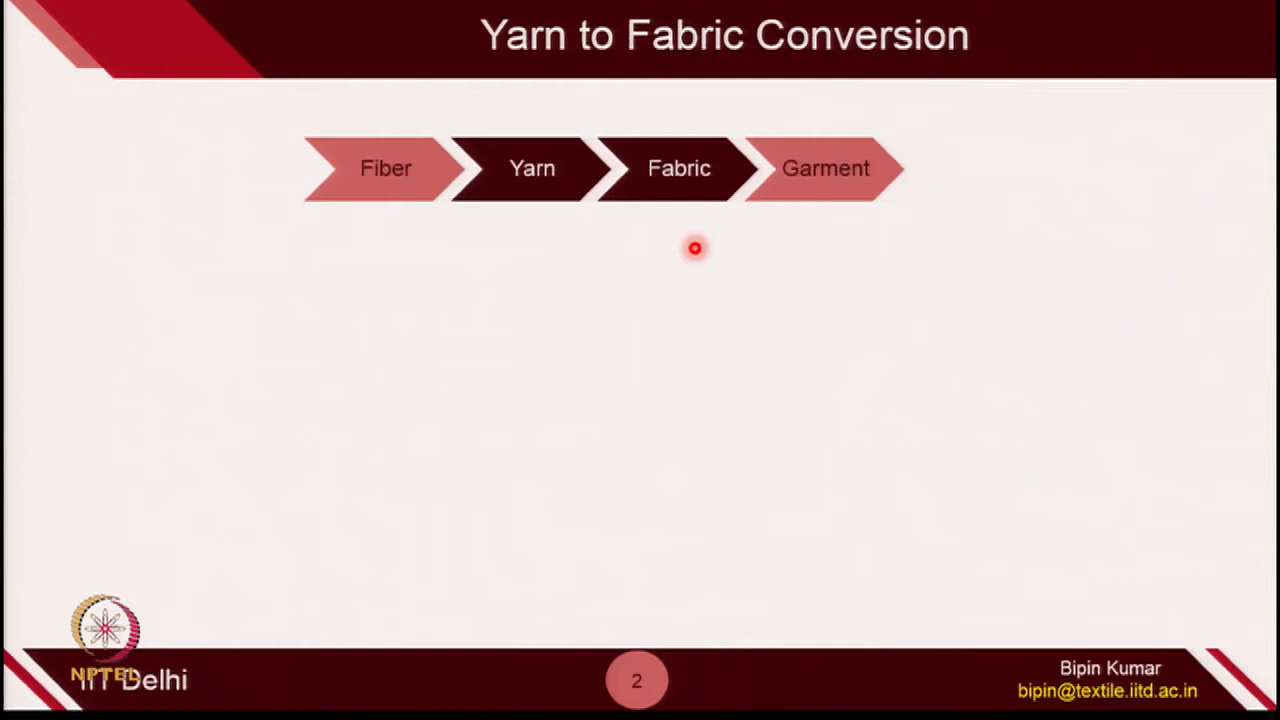 Yarn to Fabric Conversion
Fiber
Yarn
Fabric
Garment
NPTEL
IIT Delhi
2
Bipin Kumar
bipin@textile.iitd.ac.in